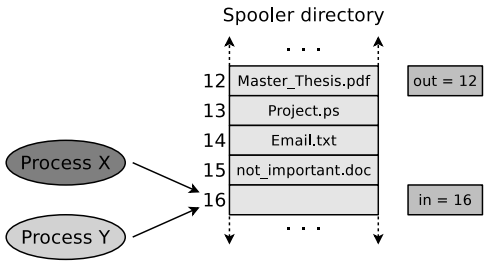 Spooler directory
. . .
12 Master_Thesis.pdf out = 12
13 Project.ps
14 Email.txt
Process X
15 not_important.doc
16 in = 16
Process Y
. . .